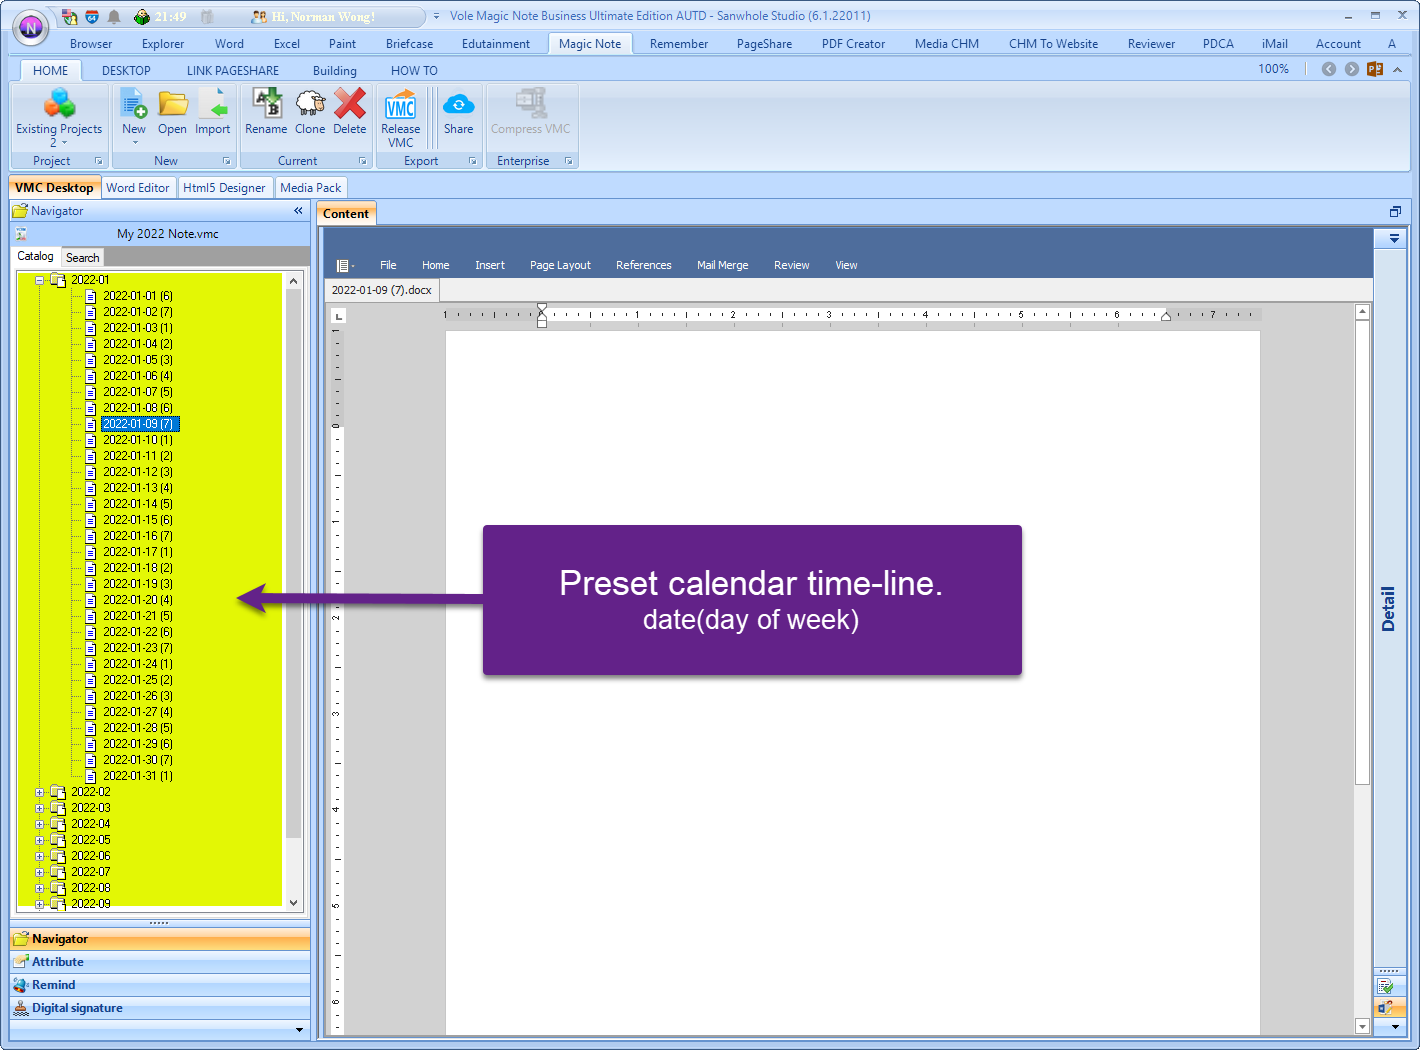 21:49 Hi, Norman Wong! Vole Magic Note Business Ultimate Edition AUTD - Sanwhole Studio (6.1.22011)
N
Browser Explorer Word Excel Paint Briefcase Edutainment Magic Note Remember PageShare PDF Creator Media CHM CHM To Website Reviewer PDCA iMail Account A
HOME DESKTOP LINK PAGESHARE Building HOW TO 100%
Existing Projects New Open Import Rename Clone Delete Release Share Compress VMC
2 VMC
Project New Current Export Enterprise
VMC Desktop Word Editor Html5 Designer Media Pack
Navigator
Content
My 2022 Note.vmc
Catalog Search
File Home Insert Page Layout References Mail Merge Review View
2022-01-09 (7).docx
1 1 2 3 4 5 6 7
2022-01
2022-01-01 (6)
2022-01-02 (7)
2022-01-03 (1)
2022-01-04 (2)
2022-01-05 (3)
2022-01-06 (4)
2022-01-07 (5)
2022-01-08 (6)
2022-01-09 (7)
2022-01-10 (1)
2022-01-11 (2)
2022-01-12 (3)
2022-01-13 (4)
2022-01-14 (5)
2022-01-15 (6)
2022-01-16 (7)
2022-01-17 (1)
2022-01-18 (2)
2022-01-19 (3)
2022-01-20 (4)
2022-01-21 (5)
2022-01-22 (6)
2022-01-23 (7)
2022-01-24 (1)
2022-01-25 (2)
2022-01-26 (3)
2022-01-27 (4)
2022-01-28 (5)
2022-01-29 (6)
2022-01-30 (7)
2022-01-31 (1)
2022-02
2022-03
2022-04
2022-05
2022-06
2022-07
2022-08
2022-09
Preset calendar time-line.
date(day of week)
Detail
Navigator
Attribute
Remind
Digital signature